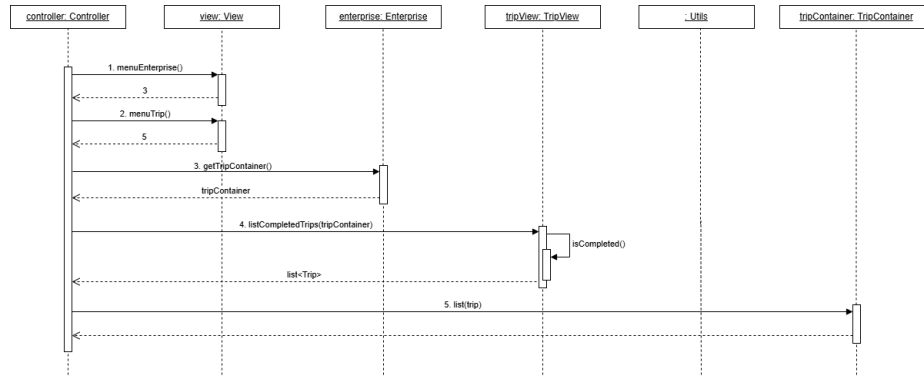 controller: Controller
view: View
enterprise: Enterprise
tripView: TripView
: Utils
tripContainer: TripContainer
1. menuEnterprise()
3
2. menuTrip()
5
3. getTripContainer()
tripContainer
4. listCompletedTrips(tripContainer)
isCompleted()
list<Trip>
5. list(trip)